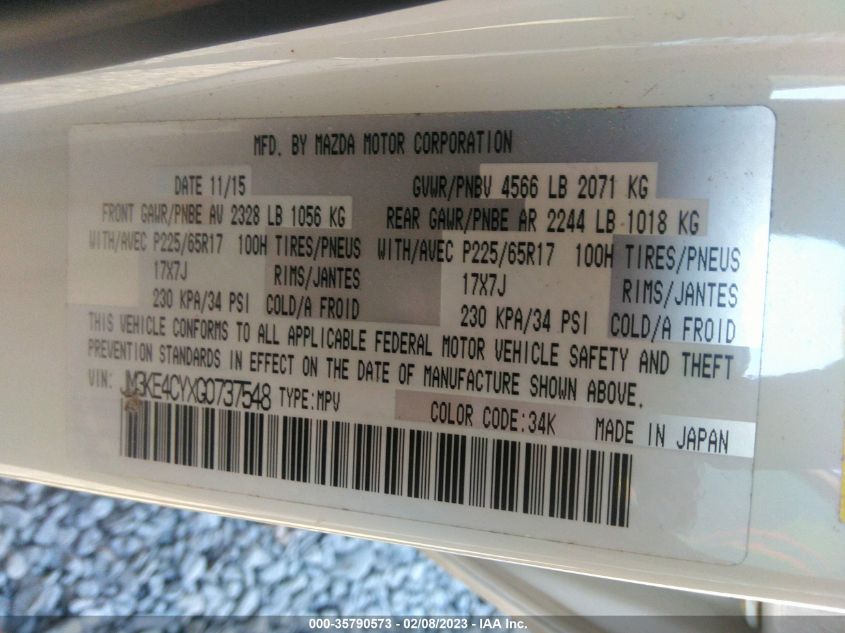 MFD. BY MAZDA MOTOR CORPORATION
DATE 11/15 GVWR/PNBV 4566 LB 2071 KG
FRONT GAWR/PNBE AV 2328 LB 1056 KG REAR GAWR/PNBE AR 2244 LB 1018 KG
WITH/AVEC P225/65R17 100H TIRES/PNEUS WITH/AVEC P225/65R17 100H TIRES/PNEUS
17X7J RIMS/JANTES 17X7J RIMS/JANTES
230 KPA/34 PSI COLD/A FROID 230 KPA/34 PSI COLD/A FROID
THIS VEHICLE CONFORMS TO ALL APPLICABLE FEDERAL MOTOR VEHICLE SAFETY AND THEFT
PREVENTION STANDARDS IN EFFECT ON THE DATE OF MANUFACTURE SHOWN ABOVE.
VIN: JM3KE4CYXG0737548 TYPE:MPV COLOR CODE:34K MADE IN JAPAN
000-35790573 - 02/08/2023 - IAA Inc.